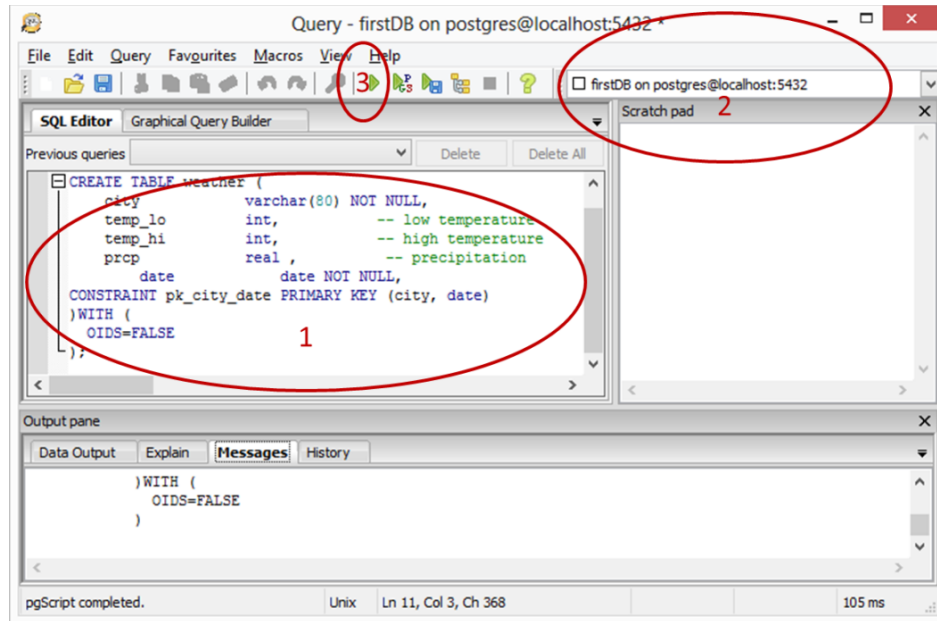 Query - firstDB on postgres@localhost:5432 *
File Edit Query Favourites Macros View Help
3
firstDB on postgres@localhost:5432
2
SQL Editor Graphical Query Builder
Scratch pad
Previous queries Delete Delete All
CREATE TABLE weather (
city varchar(80) NOT NULL,
temp_lo int, -- low temperature
temp_hi int, -- high temperature
prcp real , -- precipitation
date date NOT NULL,
CONSTRAINT pk_city_date PRIMARY KEY (city, date)
)WITH (
OIDS=FALSE
);
1
Output pane
Data Output Explain Messages History
)WITH (
OIDS=FALSE
)
pgScript completed. Unix Ln 11, Col 3, Ch 368 105 ms